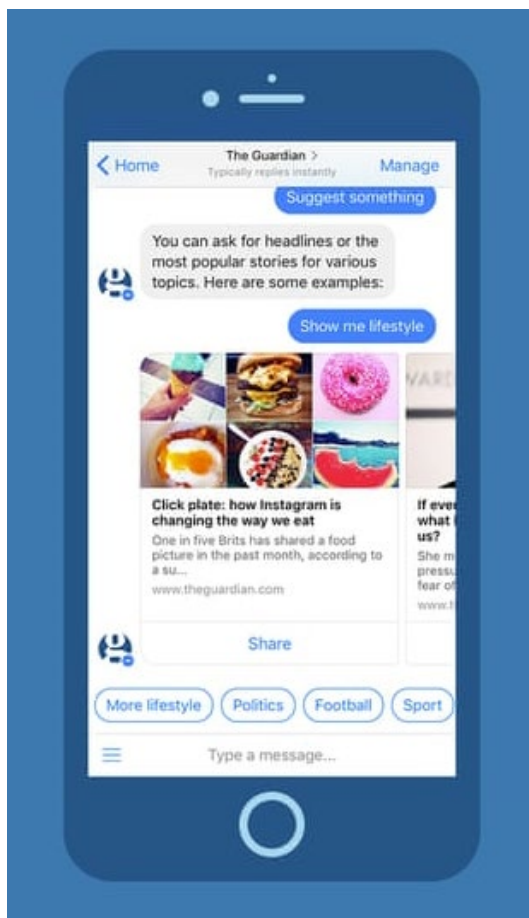 Home
The Guardian >
Manage
Typically replies instantly
Suggest something
You can ask for headlines or the
most popular stories for various
topics. Here are some examples:
Show me lifestyle
Click plate: how Instagram is
changing the way we eat
One in five Brits has shared a food
picture in the past month, according to
a su...
www.theguardian.com
Share
If ever
what
us?
She m
pressu
fear of
www.t
More lifestyle
Politics
Football
Sport
Type a message...